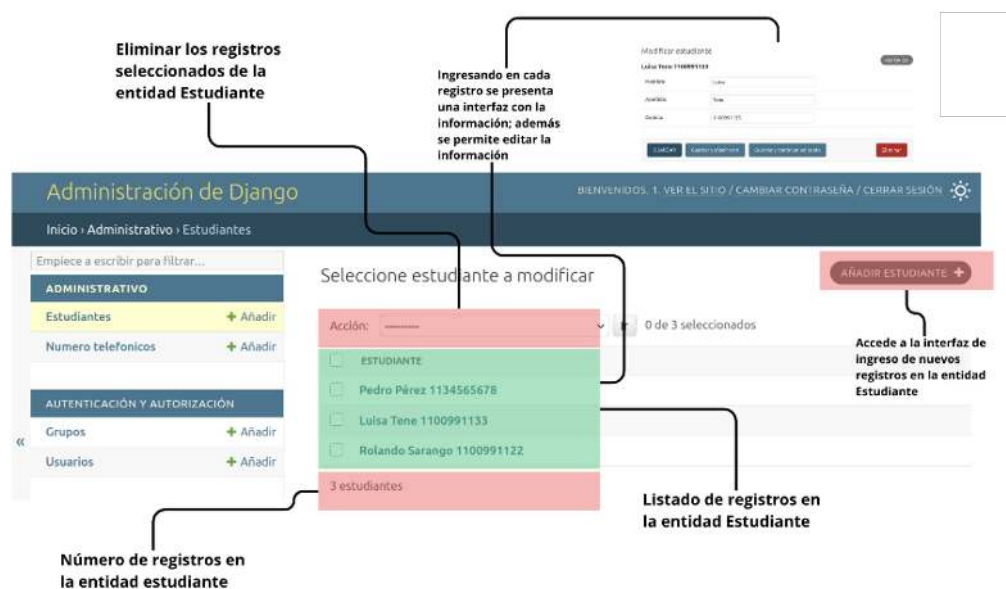 Eliminar los registros
seleccionados de la
entidad Estudiante
Ingresando en cada
registro se presenta
una interfaz con la
información; además
se permite editar la
información
Modificar estudiante
Luisa Tene 1100991133
Nombre:
Luisa
Apellido:
Tene
Cedula:
1100991133
GUARDAR
Eliminar
Administración de Django
BIENVENIDOS, 1. VER EL SITIO / CAMBIAR CONTRASEÑA / CERRAR SESIÓN
Inicio › Administrativo › Estudiantes
Empiece a escribir para filtrar...
ADMINISTRATIVO
Estudiantes + Añadir
Numero telefonicos + Añadir
AUTENTICACIÓN Y AUTORIZACIÓN
Grupos + Añadir
Usuarios + Añadir
«
Seleccione estudiante a modificar
AÑADIR ESTUDIANTE +
Acción: --------- Ir 0 de 3 seleccionados
ESTUDIANTE
Pedro Pérez 1134565678
Luisa Tene 1100991133
Rolando Sarango 1100991122
3 estudiantes
Accede a la interfaz de
ingreso de nuevos
registros en la entidad
Estudiante
Listado de registros en
la entidad Estudiante
Número de registros en
la entidad estudiante